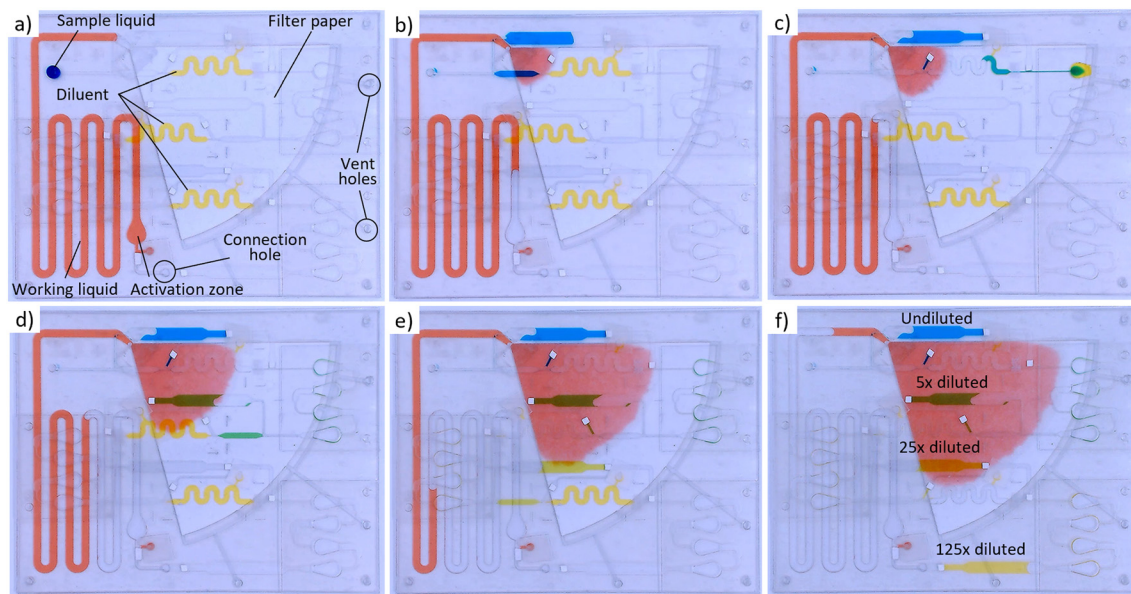 a)
Sample liquid
Filter paper
Diluent
Vent
holes
Connection
hole
Working liquid
Activation zone
b)
c)
d)
e)
f)
Undiluted
5x diluted
25x diluted
125x diluted